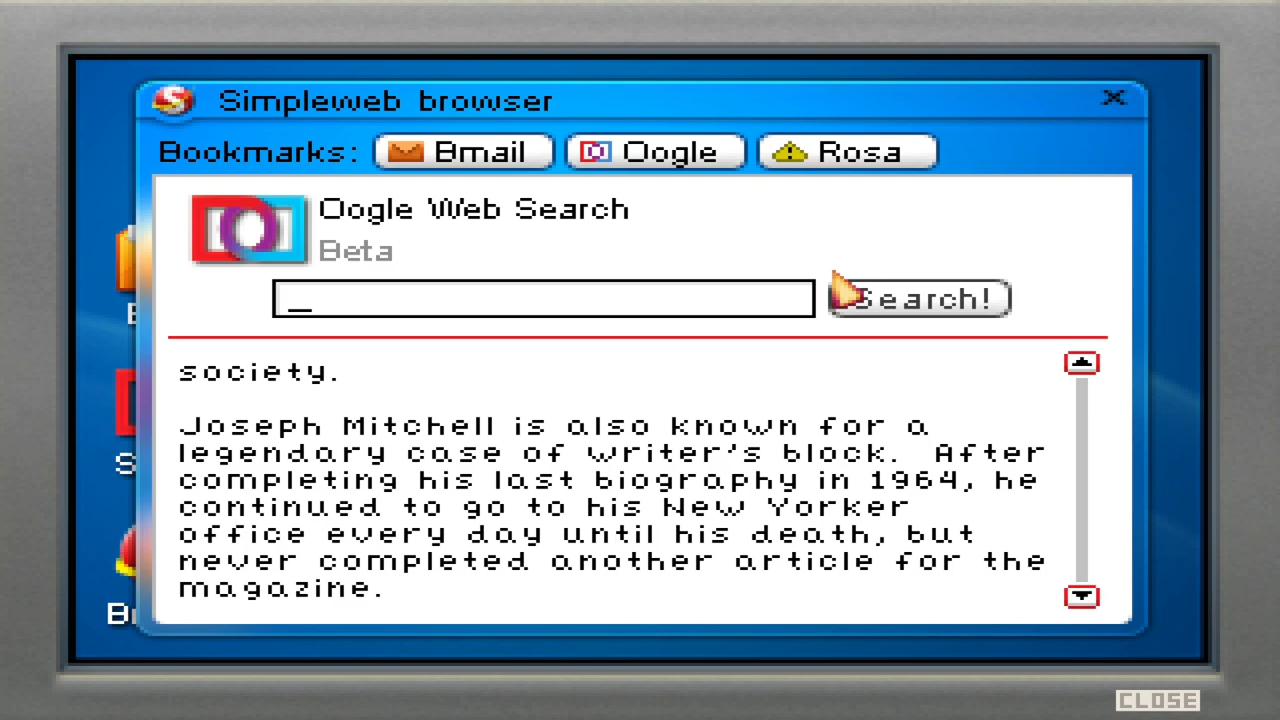 Simpleweb browser
Bookmarks: Bmail Oogle Rosa
Oogle Web Search
Beta
_ Search!
society.
Joseph Mitchell is also known for a
legendary case of writer's block. After
completing his last biography in 1964, he
continued to go to his New Yorker
office every day until his death, but
never completed another article for the
magazine.
CLOSE